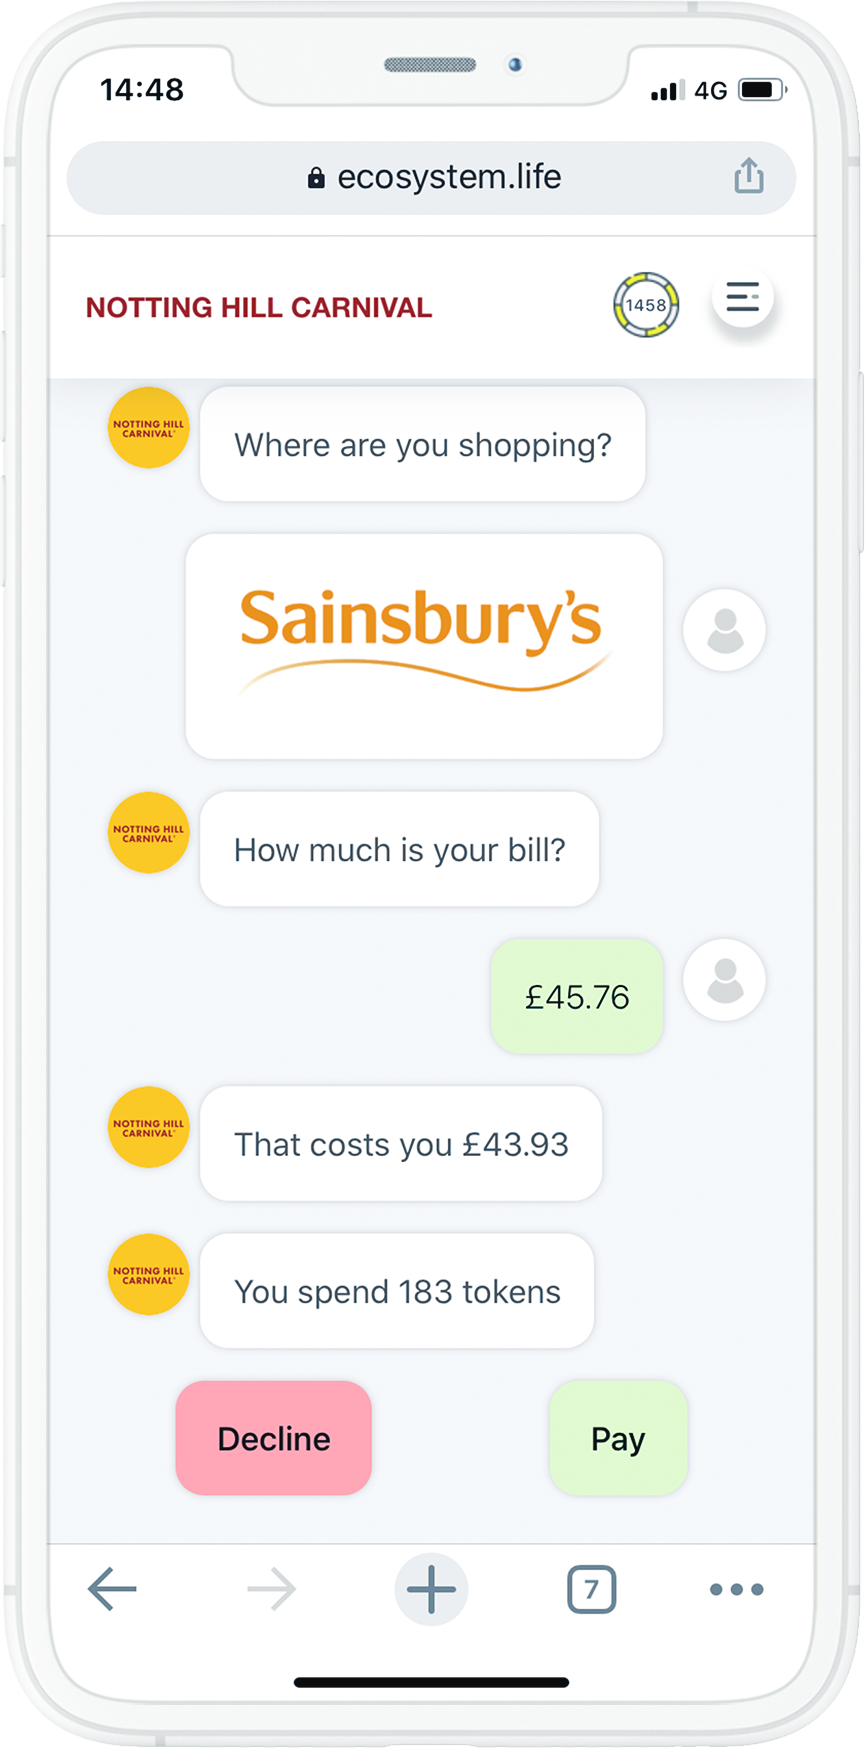 14:48
4G
ecosystem.life
NOTTING HILL CARNIVAL
1458
NOTTING HILL
CARNIVAL
Where are you shopping?
Sainsbury's
NOTTING HILL
CARNIVAL
How much is your bill?
£45.76
NOTTING HILL
CARNIVAL
That costs you £43.93
NOTTING HILL
CARNIVAL
You spend 183 tokens
Decline
Pay
7